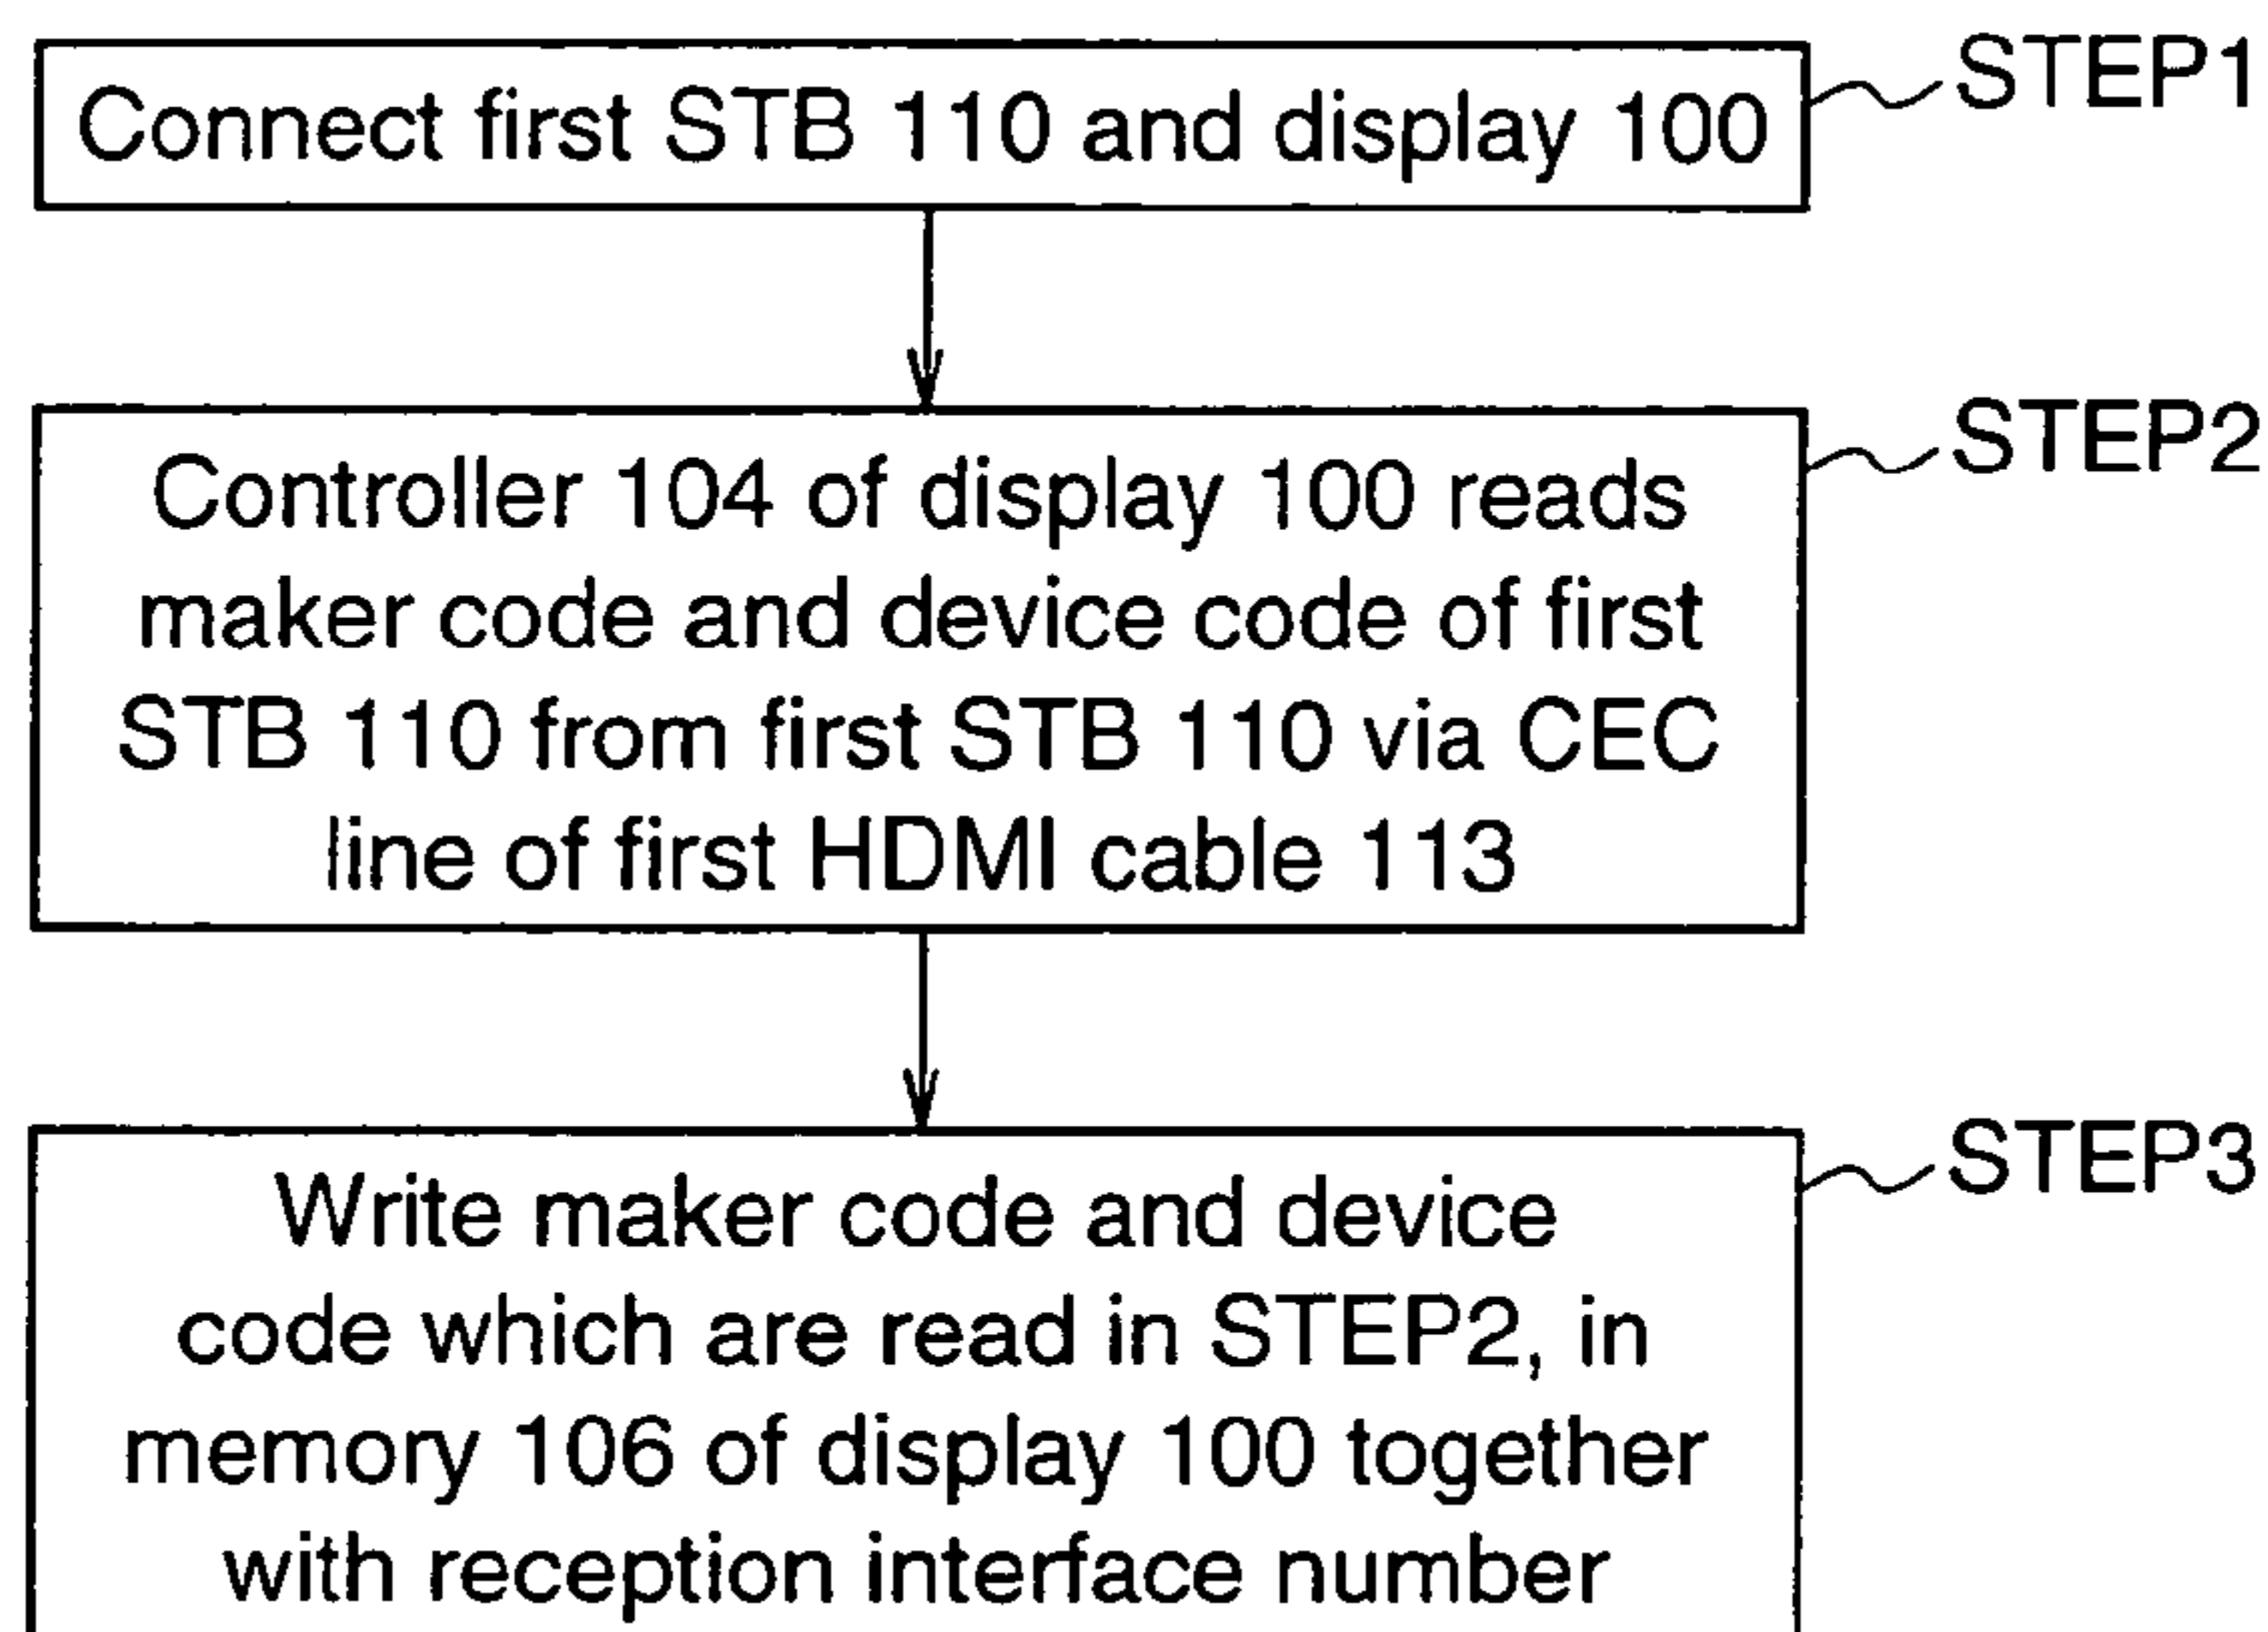 Connect first STB 110 and display 100
STEP1
Controller 104 of display 100 reads
maker code and device code of first
STB 110 from first STB 110 via CEC
line of first HDMI cable 113
STEP2
Write maker code and device
code which are read in STEP2, in
memory 106 of display 100 together
with reception interface number
STEP3